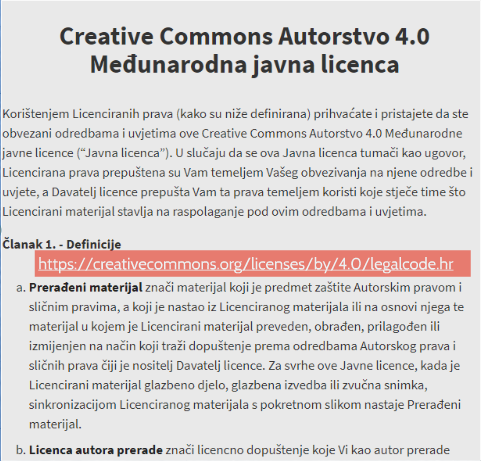 Creative Commons Autorstvo 4.0
Međunarodna javna licenca
Korištenjem Licenciranih prava (kako su niže definirana) prihvaćate i pristajete da ste
obvezani odredbama i uvjetima ove Creative Commons Autorstvo 4.0 Međunarodne
javne licence (“Javna licenca”). U slučaju da se ova Javna licenca tumači kao ugovor,
Licencirana prava prepuštena su Vam temeljem Vašeg obvezivanja na njene odredbe i
uvjete, a Davatelj licence prepušta Vam ta prava temeljem koristi koje stječe time što
Licencirani materijal stavlja na raspolaganje pod ovim odredbama i uvjetima.
Članak 1. - Definicije
https://creativecommons.org/licenses/by/4.0/legalcode.hr
a. Prerađeni materijal znači materijal koji je predmet zaštite Autorskim pravom i
sličnim pravima, a koji je nastao iz Licenciranog materijala ili na osnovi njega te
materijal u kojem je Licencirani materijal preveden, obrađen, prilagođen ili
izmijenjen na način koji traži dopuštenje prema odredbama Autorskog prava i
sličnih prava čiji je nositelj Davatelj licence. Za svrhe ove Javne licence, kada je
Licencirani materijal glazbeno djelo, glazbena izvedba ili zvučna snimka,
sinkronizacijom Licenciranog materijala s pokretnom slikom nastaje Prerađeni
materijal.
b. Licenca autora prerade znači licencno dopuštenje koje Vi kao autor prerade